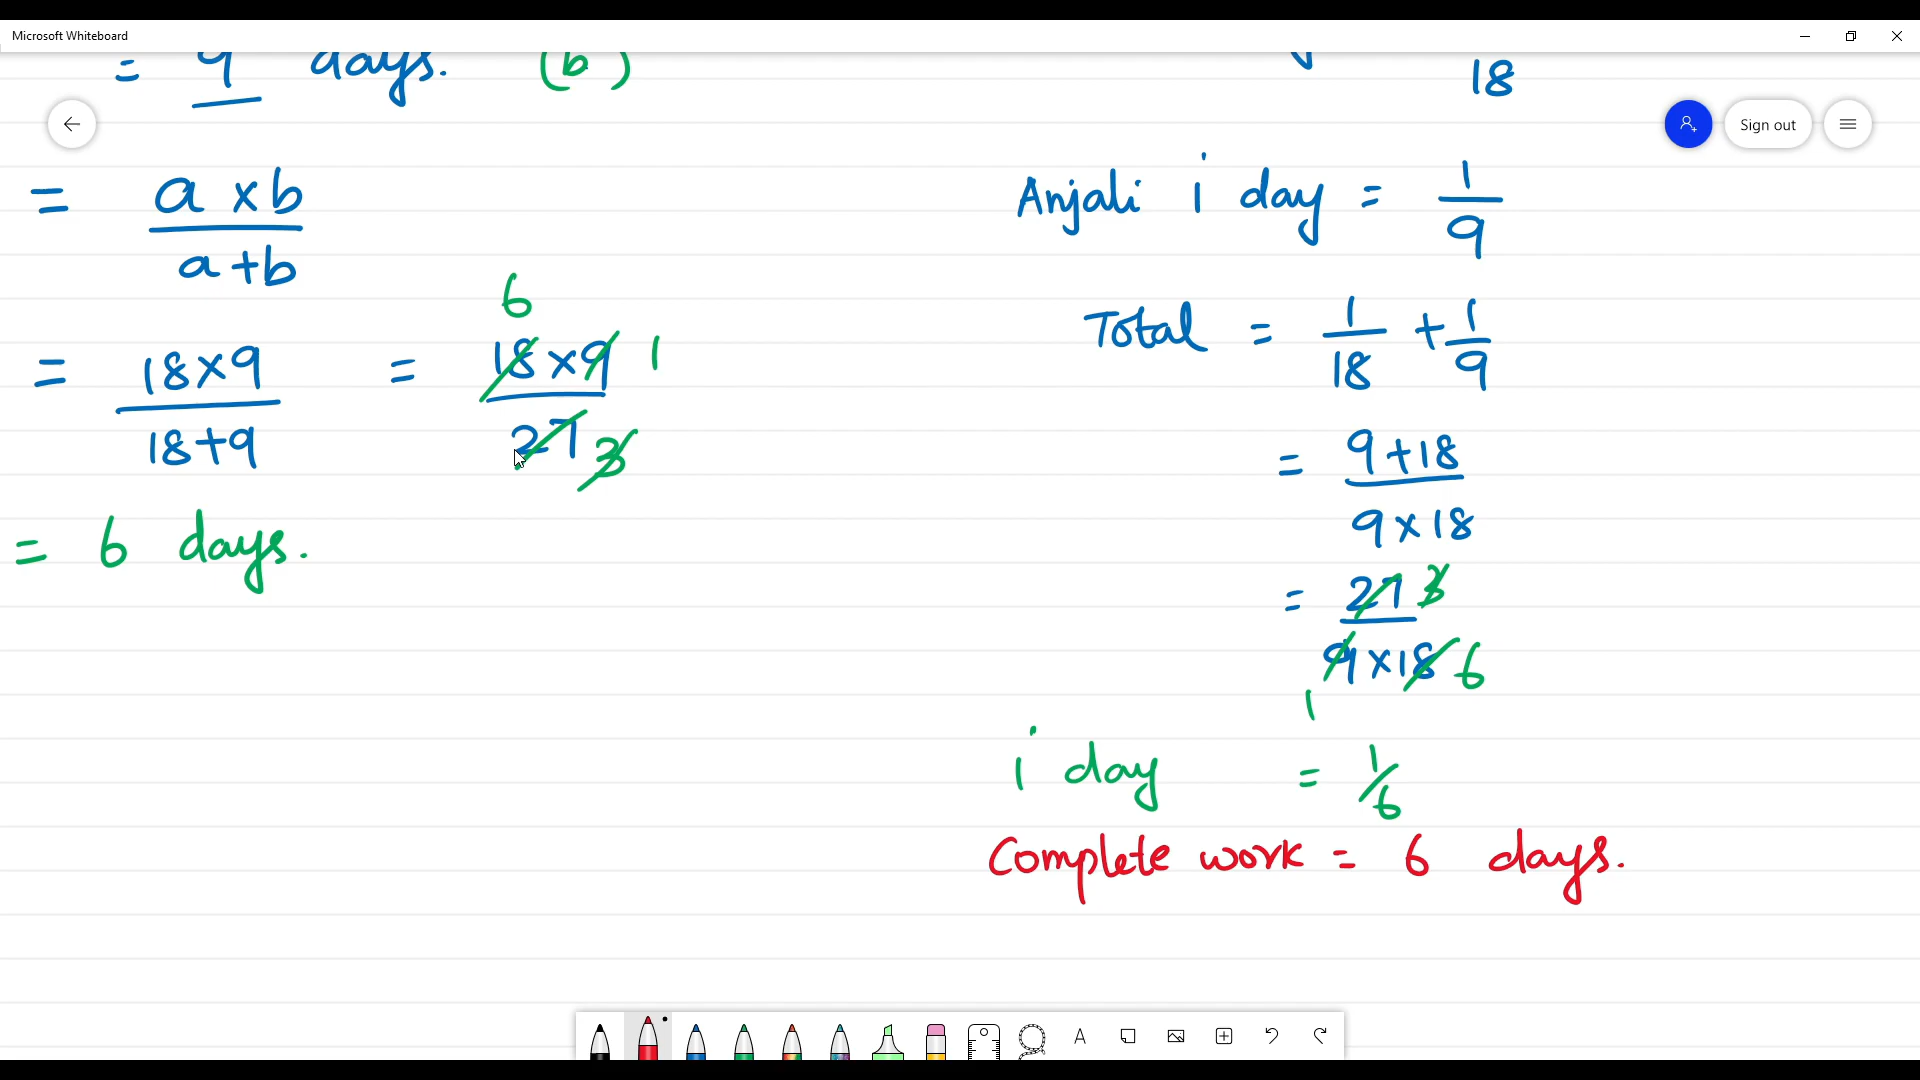 Microsoft Whiteboard
= 9 days. (b)
18
Sign out
= a × b
a + b
= 18 × 9
18 + 9
= 18 × 9
27
6
1
3
= 6 days.
Anjali 1 day = 1
9
Total = 1/18 + 1/9
= 9 + 18
9 × 18
= 27 3
9 × 18 6
1
1 day = 1/6
Complete work = 6 days.
A